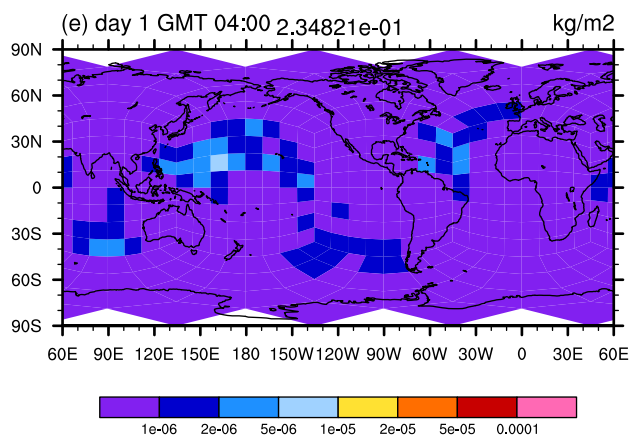 (e) day 1 GMT 04:00 2.34821e-01 kg/m2
90N
60N
30N
0
30S
60S
90S
60E 90E 120E 150E 180 150W 120W 90W 60W 30W 0 30E 60E
1e-06 2e-06 5e-06 1e-05 2e-05 5e-05 0.0001